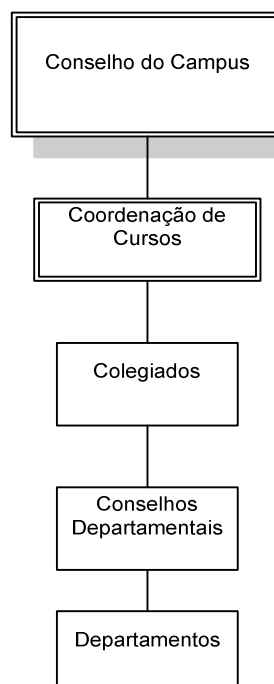 Conselho do Campus
Coordenação de
Cursos
Colegiados
Conselhos
Departamentais
Departamentos